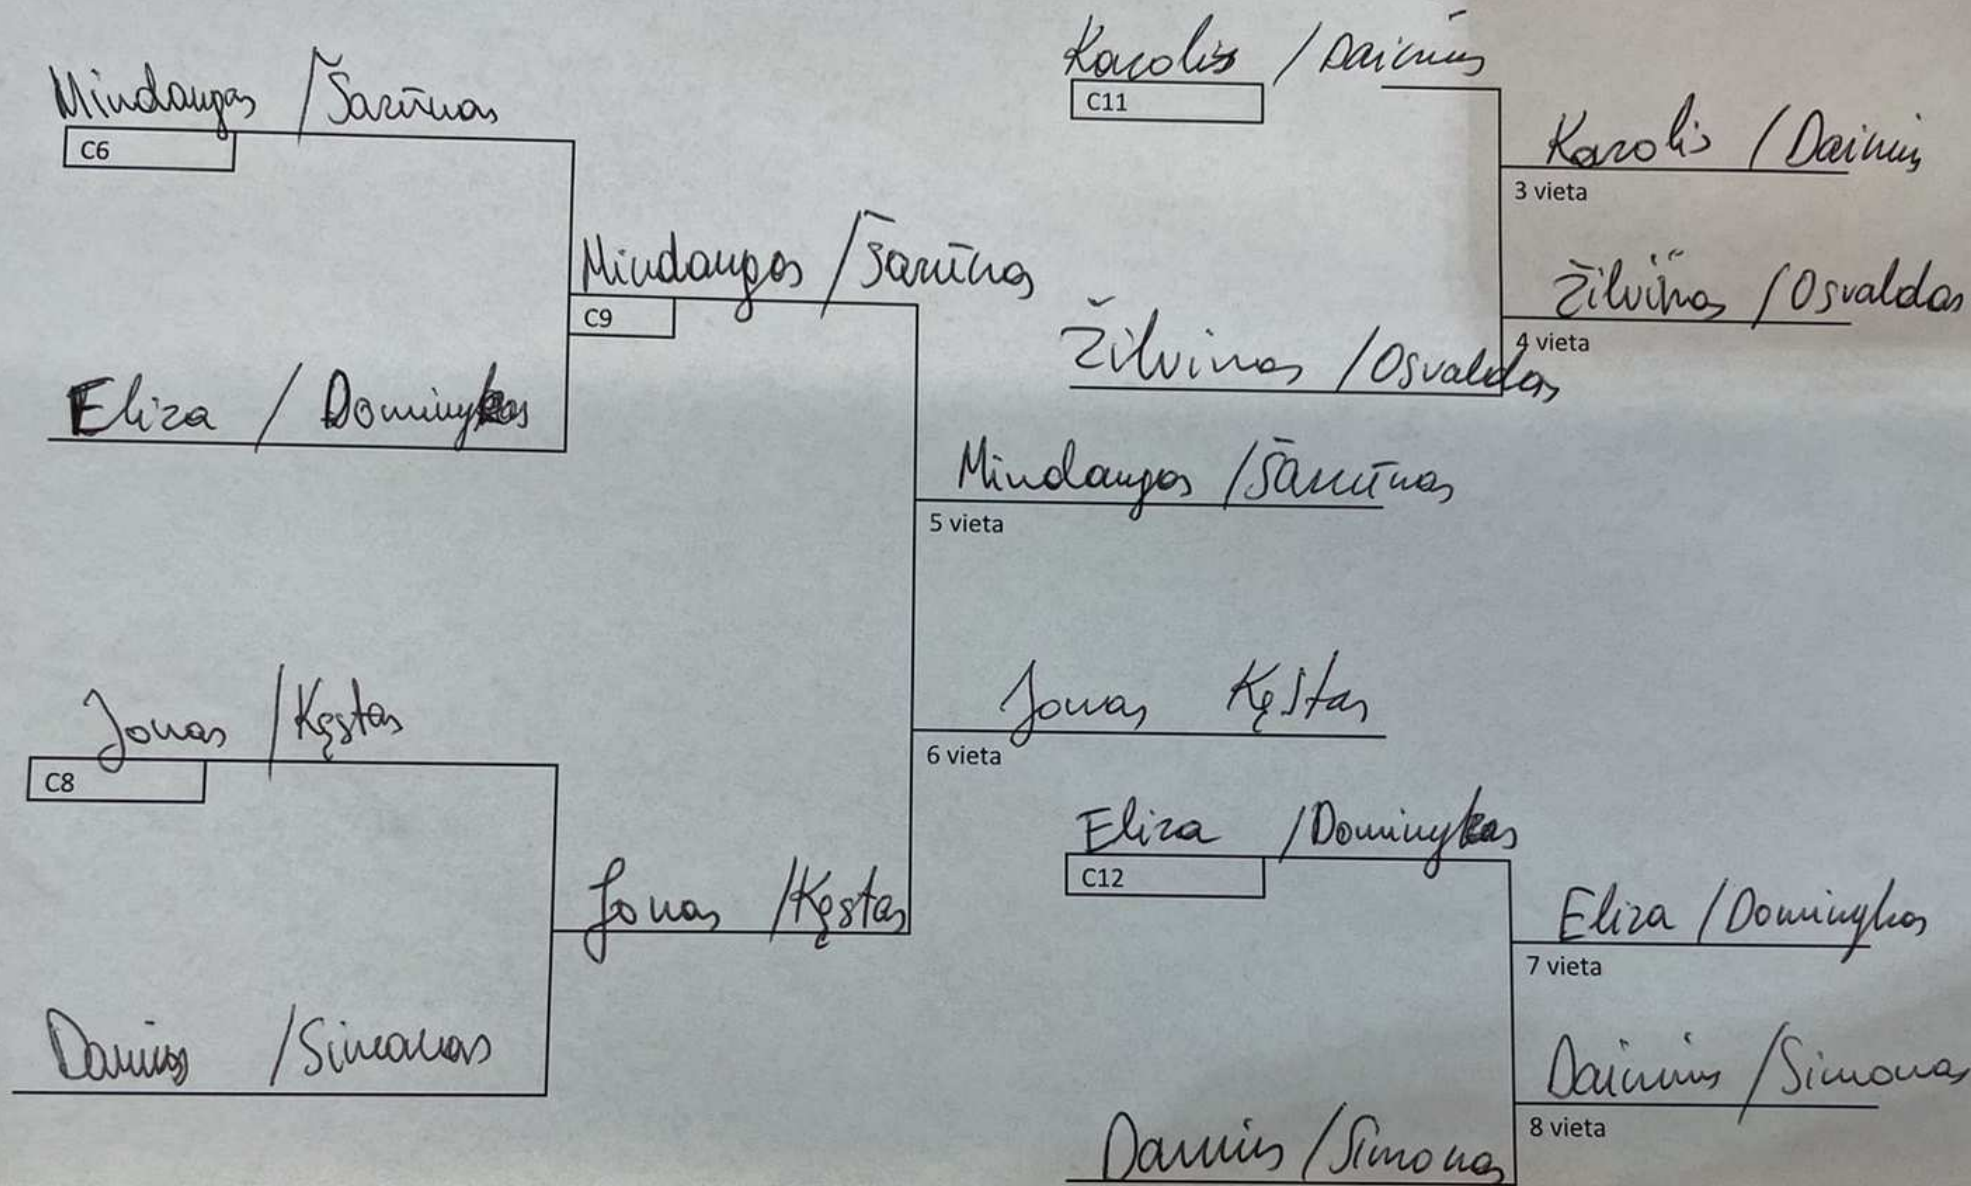 Mindaugas / Šarūnas
C6
Eliza / Dominykas
Mindaugas / Šarūnas
C9
Jonas / Kęstas
C8
Darius / Simonas
Jonas / Kęstas
Mindaugas / Šarūnas
5 vieta
Jonas Kęstas
6 vieta
Karolis / Dainius
C11
Žilvinas / Osvaldas
Karolis / Dainius
3 vieta
Žilvinas / Osvaldas
4 vieta
Eliza / Dominykas
C12
Darius / Simonas
Eliza / Dominykas
7 vieta
Dainius / Simonas
8 vieta